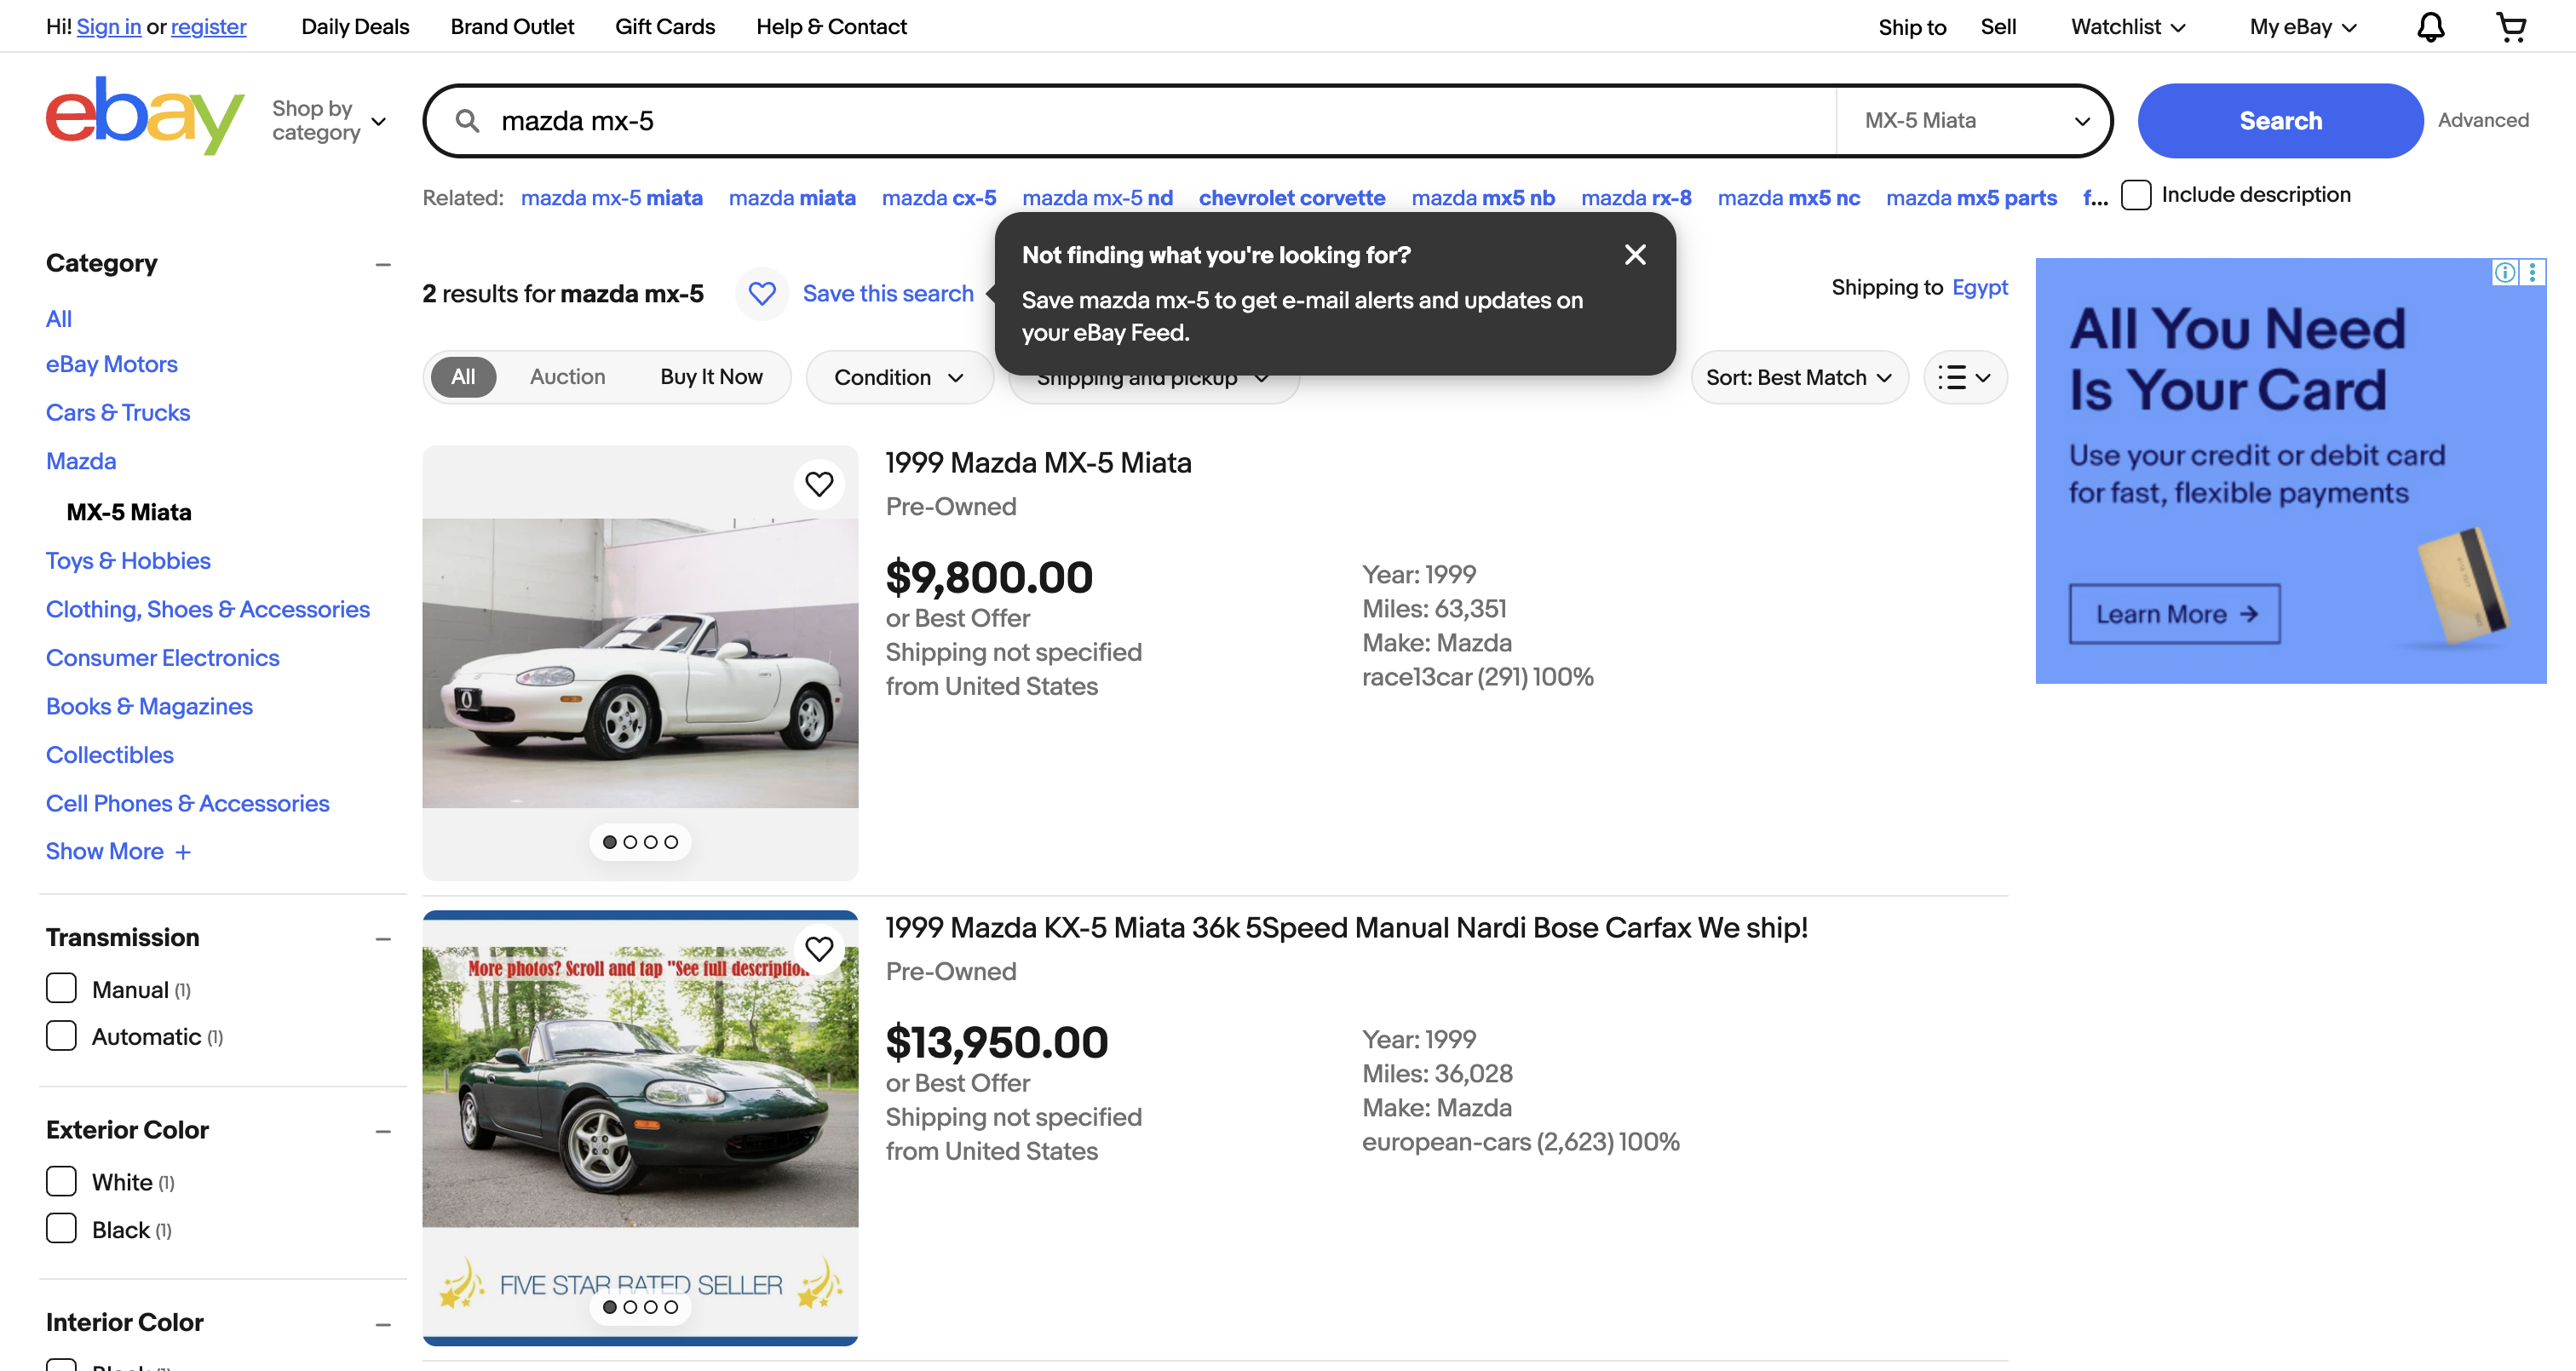 Hi! Sign in or register
Daily Deals
Brand Outlet
Gift Cards
Help & Contact
Ship to
Sell
Watchlist
My eBay
ebay
Shop by
category
mazda mx-5
MX-5 Miata
Search
Advanced
Related: mazda mx-5 miata mazda miata mazda cx-5 mazda mx-5 nd chevrolet corvette mazda mx5 nb mazda rx-8 mazda mx5 nc mazda mx5 parts f...
Include description
Category
All
eBay Motors
Cars & Trucks
Mazda
MX-5 Miata
Toys & Hobbies
Clothing, Shoes & Accessories
Consumer Electronics
Books & Magazines
Collectibles
Cell Phones & Accessories
Show More +
Transmission
Manual (1)
Automatic (1)
Exterior Color
White (1)
Black (1)
Interior Color
2 results for mazda mx-5
Save this search
Not finding what you're looking for?
Save mazda mx-5 to get e-mail alerts and updates on
your eBay Feed.
Shipping to Egypt
All
Auction
Buy It Now
Condition
Shipping and pickup
Sort: Best Match
1999 Mazda MX-5 Miata
Pre-Owned
$9,800.00
or Best Offer
Shipping not specified
from United States
Year: 1999
Miles: 63,351
Make: Mazda
race13car (291) 100%
1999 Mazda KX-5 Miata 36k 5Speed Manual Nardi Bose Carfax We ship!
Pre-Owned
$13,950.00
or Best Offer
Shipping not specified
from United States
Year: 1999
Miles: 36,028
Make: Mazda
european-cars (2,623) 100%
More photos? Scroll and tap "See full description
FIVE STAR RATED SELLER
All You Need
Is Your Card
Use your credit or debit card
for fast, flexible payments
Learn More →